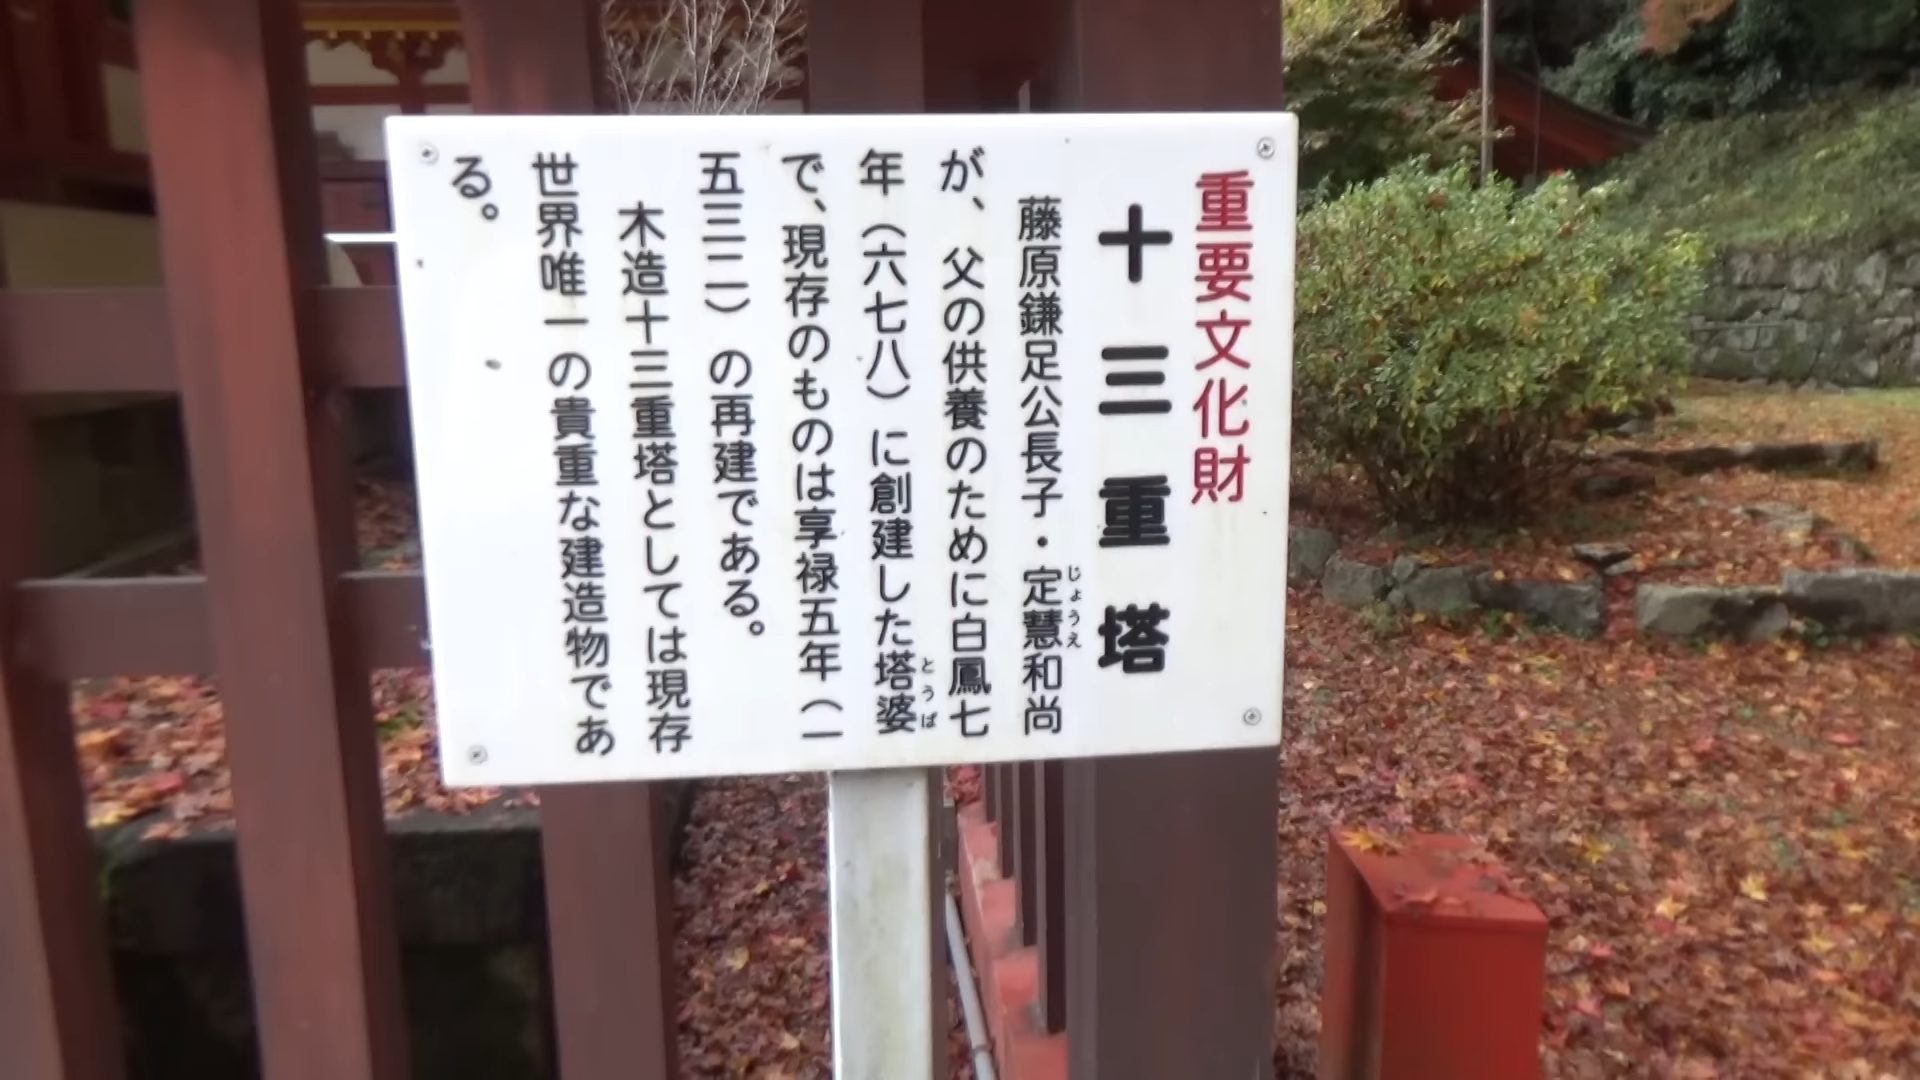 重要文化財
十三重塔
藤原鎌足公長子・定慧和尚
じょうえ
が、父の供養のために白鳳七
年（六七八）に創建した塔婆
とうば
で、現存のものは享禄五年（一
五三二）の再建である。
木造十三重塔としては現存
世界唯一の貴重な建造物であ
る。